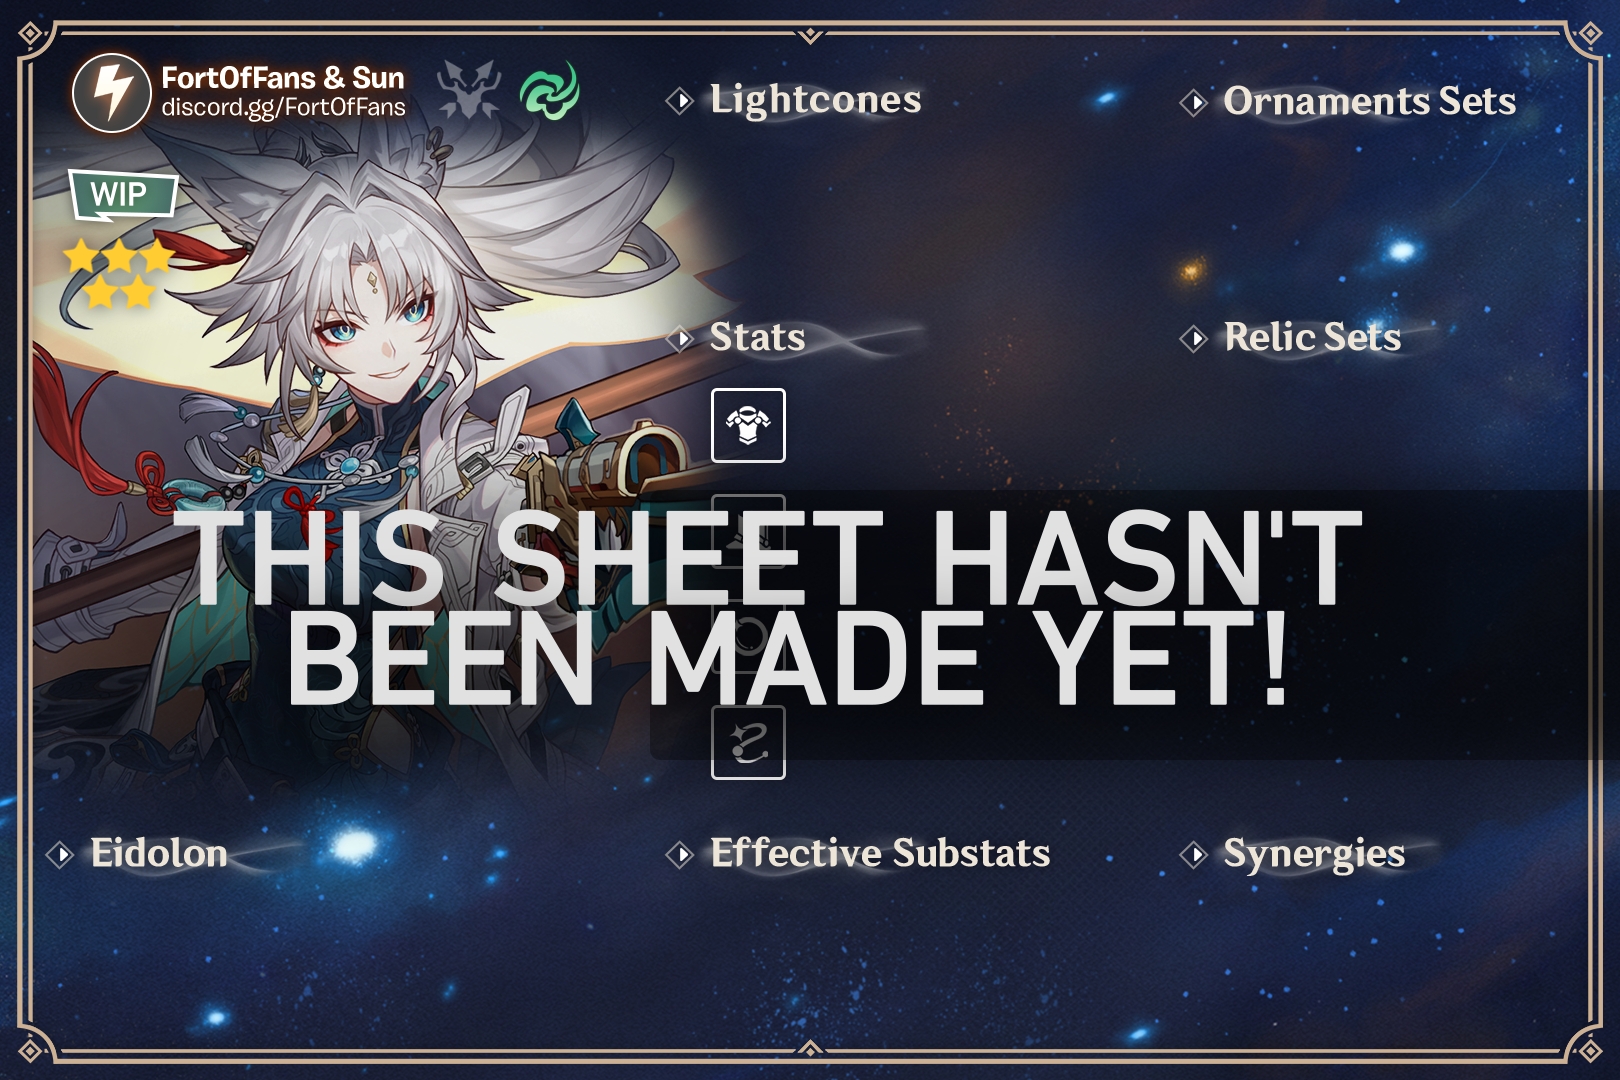 FortOfFans & Sun
discord.gg/FortOfFans
WIP
Lightcones
Ornaments Sets
Stats
Relic Sets
THIS SHEET HASN'T
BEEN MADE YET!
Eidolon
Effective Substats
Synergies